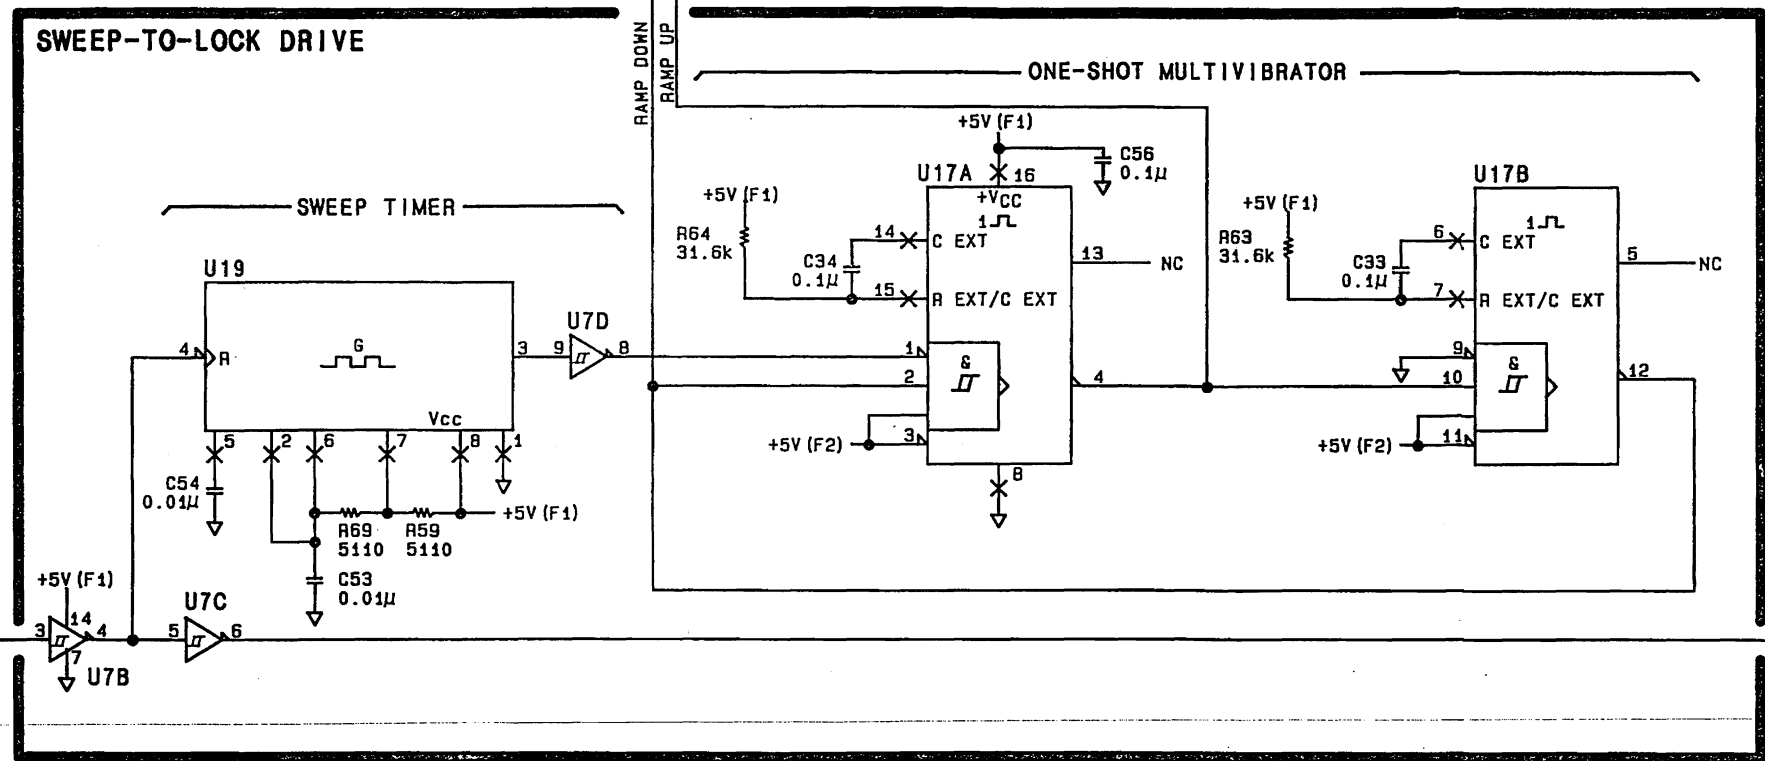 SWEEP-TO-LOCK DRIVE
RAMP DOWN
RAMP UP
ONE-SHOT MULTIVIBRATOR
+5V(F1)
C56
0.1µ
U17A
16
+VCC
1
+5V(F1)
R64
31.6k
14
C EXT
C34
0.1µ
15
R EXT/C EXT
13
NC
1
2
&
4
+5V(F2)
3
8
U17B
1
+5V(F1)
R63
31.6k
6
C EXT
C33
0.1µ
7
R EXT/C EXT
5
NC
9
10
&
12
+5V(F2)
11
SWEEP TIMER
U19
4
R
G
3
Vcc
5
2
6
7
8
1
U7D
9
8
C54
0.01µ
R69
5110
R59
5110
+5V(F1)
C53
0.01µ
+5V(F1)
14
3
4
7
U7B
U7C
5
6